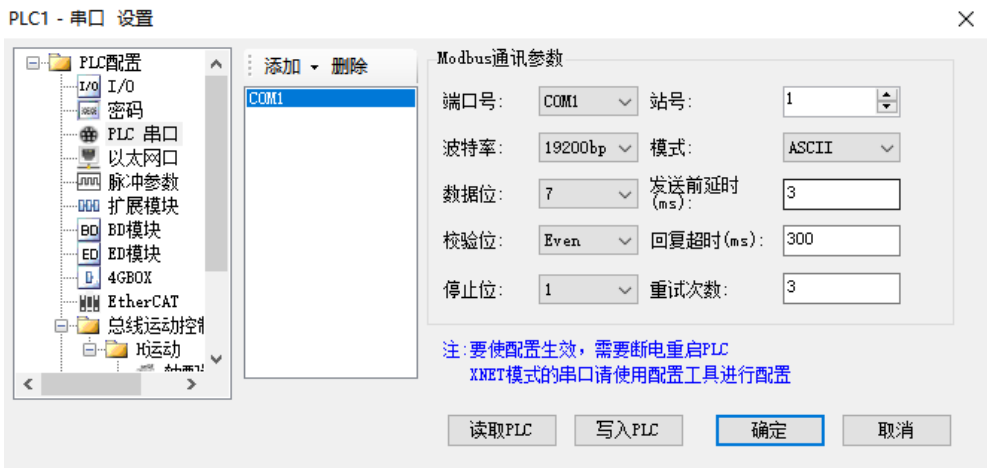 PLC1 - 串口 设置
PLC配置
I/O
密码
PLC 串口
以太网口
脉冲参数
扩展模块
BD模块
ED模块
4GBOX
EtherCAT
总线运动控制
Hj运动
添加 删除
COM1
Modbus通讯参数
端口号: COM1 站号: 1
波特率: 19200bp 模式: ASCII
数据位: 7 发送前延时(ms): 3
校验位: Even 回复超时(ms): 300
停止位: 1 重试次数: 3
注:要使配置生效，需要断电重启PLC
XNET模式的串口请使用配置工具进行配置
读取PLC 写入PLC 确定 取消